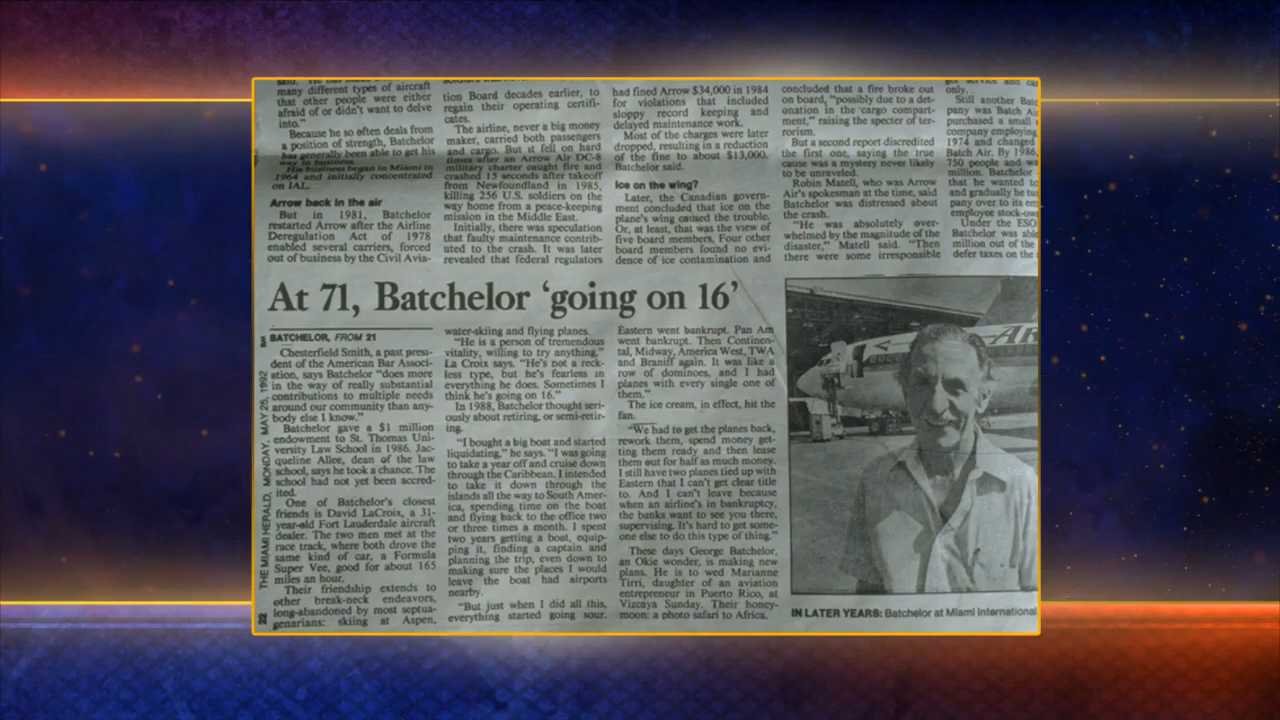 said. "He has made
many different types of aircraft
that other people were either
afraid of or didn't want to delve
into."
Because he so often deals from
a position of strength, Batchelor
has generally been able to get his
way in business.
His business began in Miami in
1964 and initially concentrated
on IAL.
Arrow back in the air
But in 1981, Batchelor
restarted Arrow after the Airline
Deregulation Act of 1978
enabled several carriers, forced
out of business by the Civil Avia-
tion Board decades earlier, to
regain their operating certifi-
cates.
The airline, never a big money
maker, carried both passengers
and cargo. But it fell on hard
times after an Arrow Air DC-8
military charter caught fire and
crashed 15 seconds after takeoff
from Newfoundland in 1985,
killing 256 U.S. soldiers on the
way home from a peace-keeping
mission in the Middle East.
Initially, there was speculation
that faulty maintenance contrib-
uted to the crash. It was later
revealed that federal regulators
had fined Arrow $34,000 in 1984
for violations that included
sloppy record keeping and
delayed maintenance work.
Most of the charges were later
dropped, resulting in a reduction
of the fine to about $13,000,
Batchelor said.
Ice on the wing?
Later, the Canadian govern-
ment concluded that ice on the
plane's wing caused the trouble.
Or, at least, that was the view of
five board members, Four other
board members found no evi-
dence of ice contamination and
concluded that a fire broke out
on board, "possibly due to a det-
onation in the cargo compart-
ment," raising the specter of ter-
rorism.
But a second report discredited
the first one, saying the true
cause was a mystery never likely
to be unraveled.
Robin Matell, who was Arrow
Air's spokesman at the time, said
Batchelor was distressed about
the crash.
"He was absolutely over-
whelmed by the magnitude of the
disaster," Matell said. "Then
there were some irresponsible
service and
only.
Still another Batc
pany was Batch Air
purchased a small
company employing
1974 and changed
Batch Air. By 1986,
750 people and wa
million. Batchelor
that he wanted to
and gradually he tu
pany over to its em
employee stock-ow
Under the ESO
Batchelor was able
million out of the
defer taxes on the
At 71, Batchelor 'going on 16'
BATCHELOR, FROM 21
Chesterfield Smith, a past presi-
dent of the American Bar Associ-
ation, says Batchelor "does more
in the way of really substantial
contributions to multiple needs
around our community than any-
body else I know."
Batchelor gave a $1 million
endowment to St. Thomas Uni-
versity Law School in 1986. Jac-
queline Allee, dean of the law
school, says he took a chance. The
school had not yet been accred-
ited.
One of Batchelor's closest
friends is David LaCroix, a 31-
year-old Fort Lauderdale aircraft
dealer. The two men met at the
race track, where both drove the
same kind of car, a Formula
Super Vee, good for about 165
miles an hour.
Their friendship extends to
other break-neck endeavors,
long-abandoned by most septua-
genarians: skiing at Aspen,
water-skiing and flying planes.
"He is a person of tremendous
vitality, willing to try anything,"
La Croix says. "He's not a reck-
less type, but he's fearless in
everything he does. Sometimes I
think he's going on 16."
In 1988, Batchelor thought seri-
ously about retiring, or semi-retir-
ing.
"I bought a big boat and started
liquidating," he says. "I was going
to take a year off and cruise down
through the Caribbean. I intended
to take it down through the
islands all the way to South Amer-
ica, spending time on the boat
and flying back to the office two
or three times a month. I spent
two years getting a boat, equip-
ping it, finding a captain and
planning the trip, even down to
making sure the places I would
leave the boat had airports
nearby.
"But just when I did all this,
everything started going sour.
Eastern went bankrupt. Pan Am
went bankrupt. Then Continen-
tal, Midway, America West, TWA
and Braniff again. It was like a
row of dominoes, and I had
planes with every single one of
them."
The ice cream, in effect, hit the
fan.
"We had to get the planes back,
rework them, spend money get-
ting them ready and then lease
them out for half as much money.
I still have two planes tied up with
Eastern that I can't get clear title
to. And I can't leave because
when an airline's in bankruptcy,
the banks want to see you there,
supervising. It's hard to get some-
one else to do this type of thing."
These days George Batchelor,
an Okie wonder, is making new
plans. He is to wed Marianne
Tirri, daughter of an aviation
entrepreneur in Puerto Rico, at
Vizcaya Sunday. Their honey-
moon: a photo safari to Africa.
AR
IN LATER YEARS: Batchelor at Miami International
22 THE MIAMI HERALD, MONDAY, MAY 25, 1992 BM